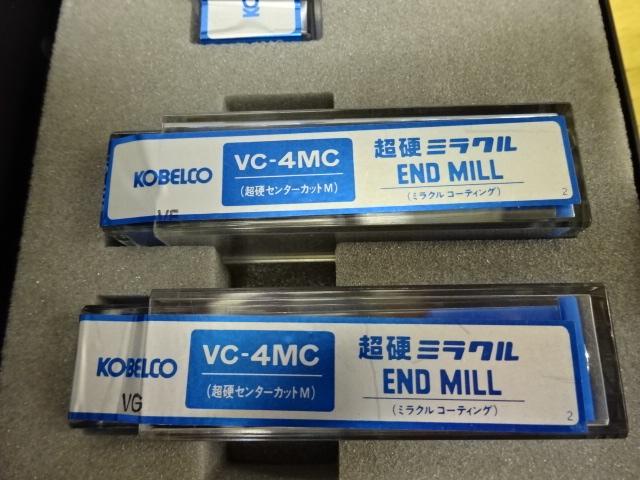 KO
KOBELCO
VC-4MC
(超硬センターカットM)
超硬ミラクル
END MILL
(ミラクル コーティング)
2
KOBELCO
VG
VC-4MC
(超硬センターカットM)
超硬ミラクル
END MILL
(ミラクル コーティング)
2